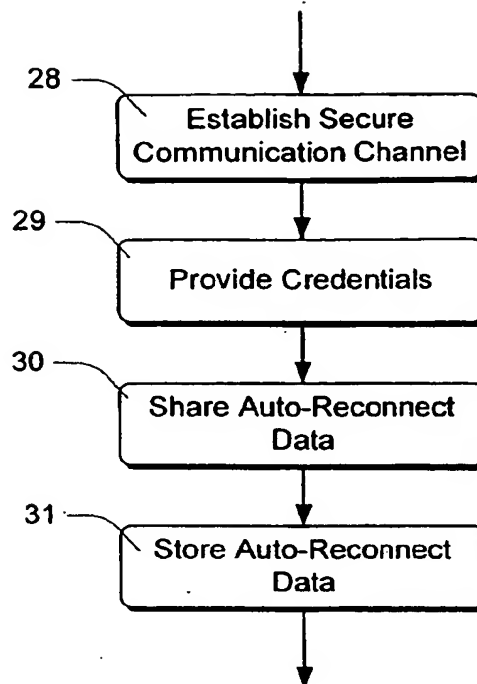 28
Establish Secure
Communication Channel
29
Provide Credentials
30
Share Auto-Reconnect
Data
31
Store Auto-Reconnect
Data